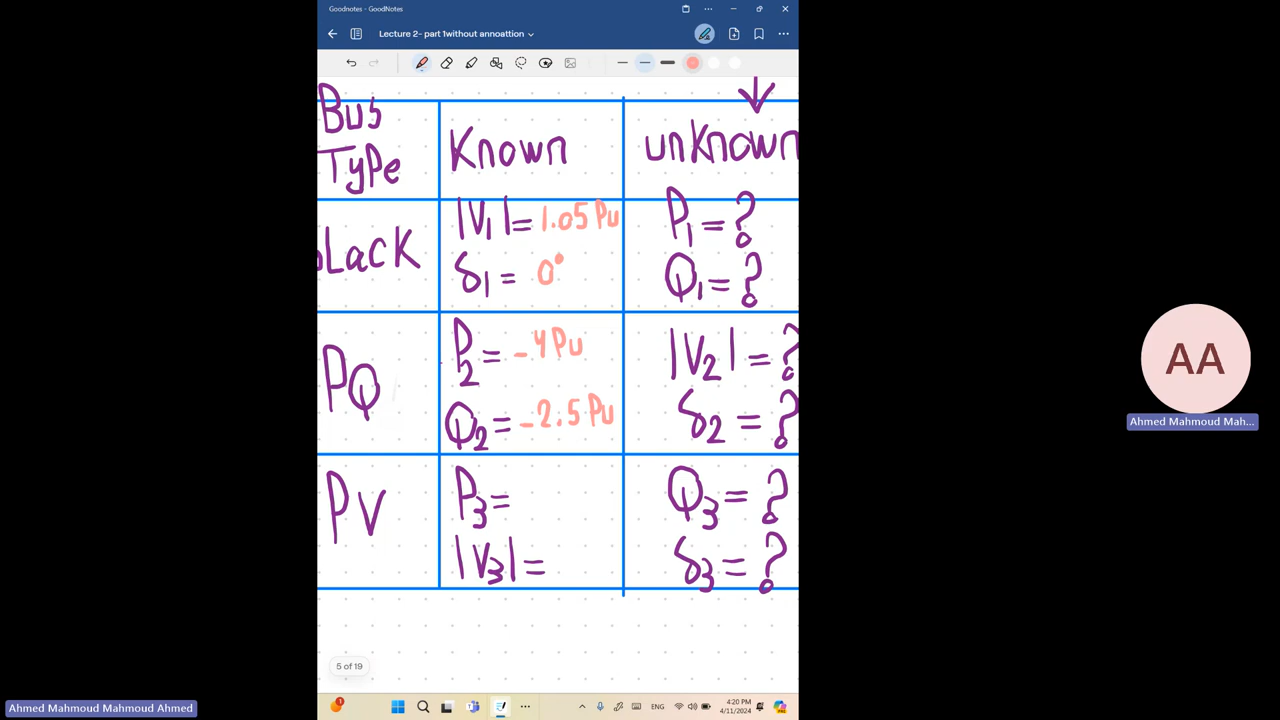 Goodnotes - GoodNotes
Lecture 2- part 1without annoattion
Bus
Type
Known
unknown
Lack
|V1| = 1.05 Pu
δ1 = 0°
P1 = ?
Q1 = ?
PQ
P2 = -4 Pu
Q2 = -2.5 Pu
|V2| = ?
δ2 = ?
PV
P3 =
|V3| =
Q3 = ?
δ3 = ?
5 of 19
AA
Ahmed Mahmoud Mah...
Ahmed Mahmoud Mahmoud Ahmed
1
ENG
4:20 PM
4/11/2024